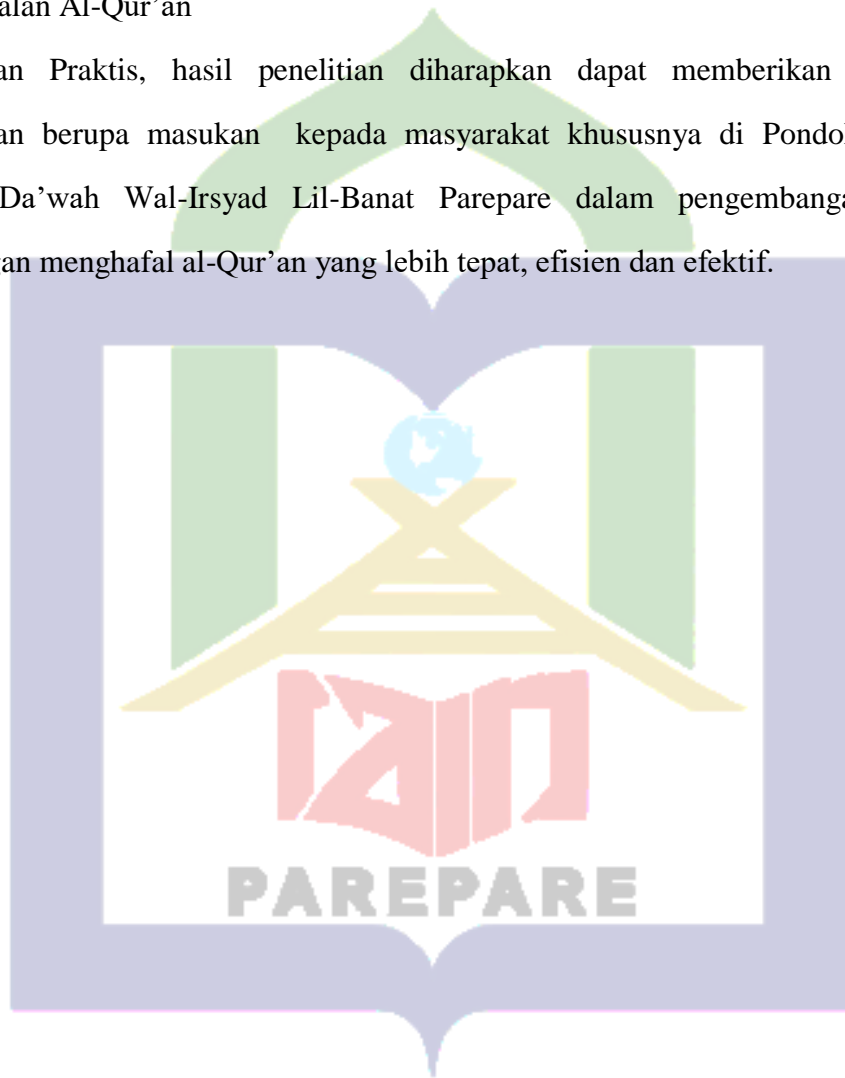 alan Al-Qur'an
an Praktis, hasil penelitian diharapkan dapat memberikan
an berupa masukan kepada masyarakat khususnya di Pondok
Da'wah Wal-Irsyad Lil-Banat Parepare dalam pengembanga
gan menghafal al-Qur'an yang lebih tepat, efisien dan efektif.
iain
PAREPARE